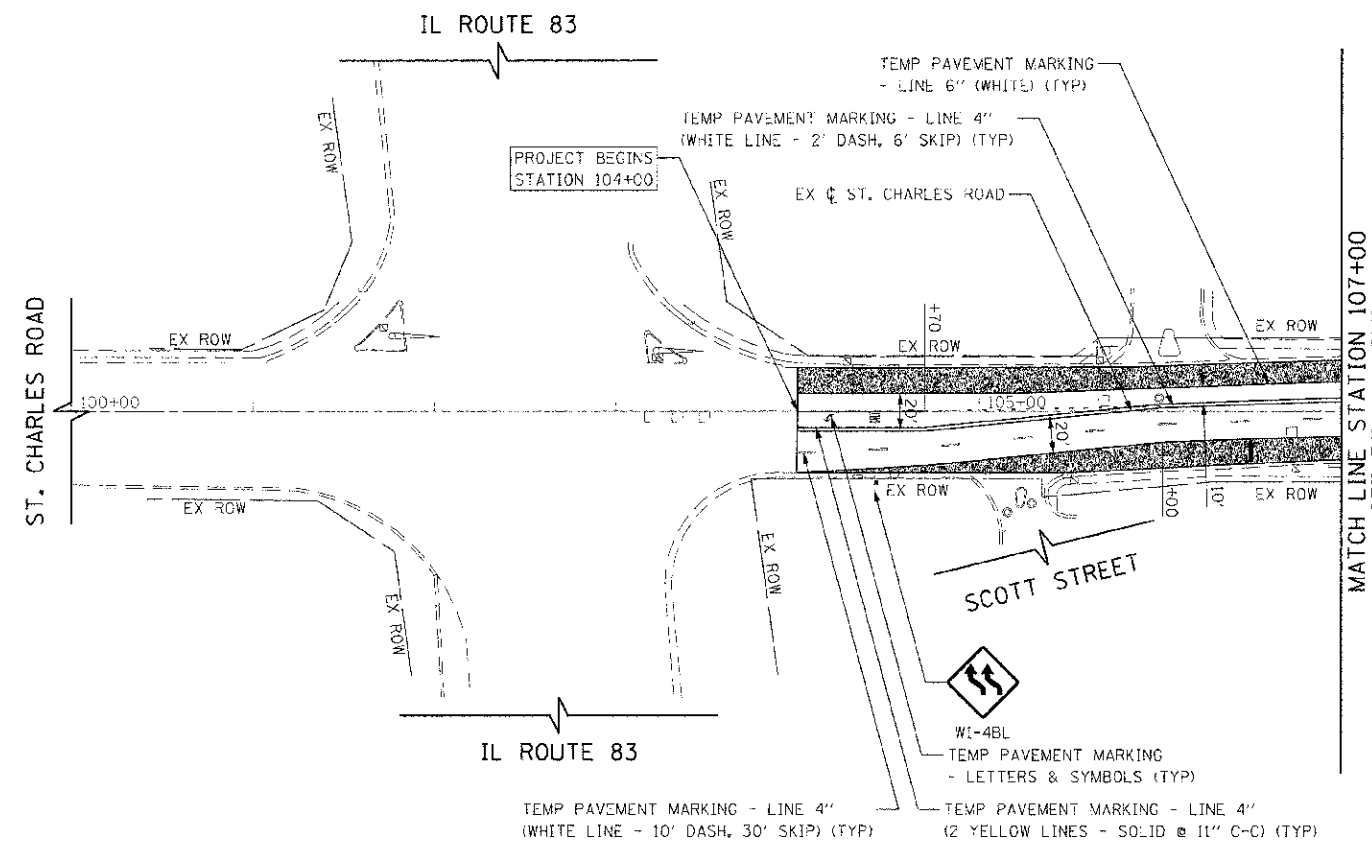 IL ROUTE 83
TEMP PAVEMENT MARKING
- LINE 6" (WHITE) (TYP)
TEMP PAVEMENT MARKING - LINE 4"
(WHITE LINE - 2' DASH, 6' SKIP) (TYP)
PROJECT BEGINS
STATION 104+00
EX ℄ ST. CHARLES ROAD
EX ROW
EX ROW
EX ROW
EX ROW
EX ROW
+70
ST. CHARLES ROAD
100+00
105+00
20'
20'
10'
+00
MATCH LINE STATION 107+00
EX ROW
EX ROW
EX ROW
EX ROW
EX ROW
SCOTT STREET
W1-4BL
IL ROUTE 83
TEMP PAVEMENT MARKING
- LETTERS & SYMBOLS (TYP)
TEMP PAVEMENT MARKING - LINE 4"
(WHITE LINE - 10' DASH, 30' SKIP) (TYP)
TEMP PAVEMENT MARKING - LINE 4"
(2 YELLOW LINES - SOLID @ 11" C-C) (TYP)